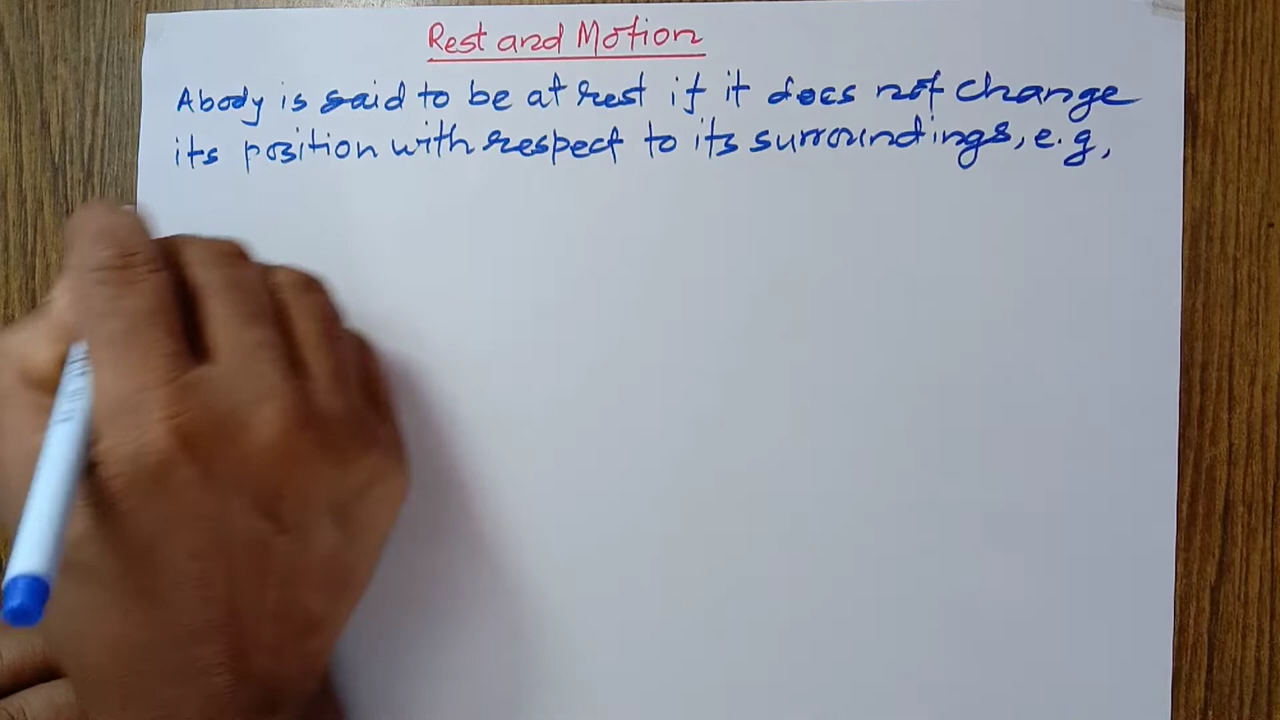 Rest and Motion
A body is said to be at rest if it does not change
its position with respect to its surroundings, e.g,